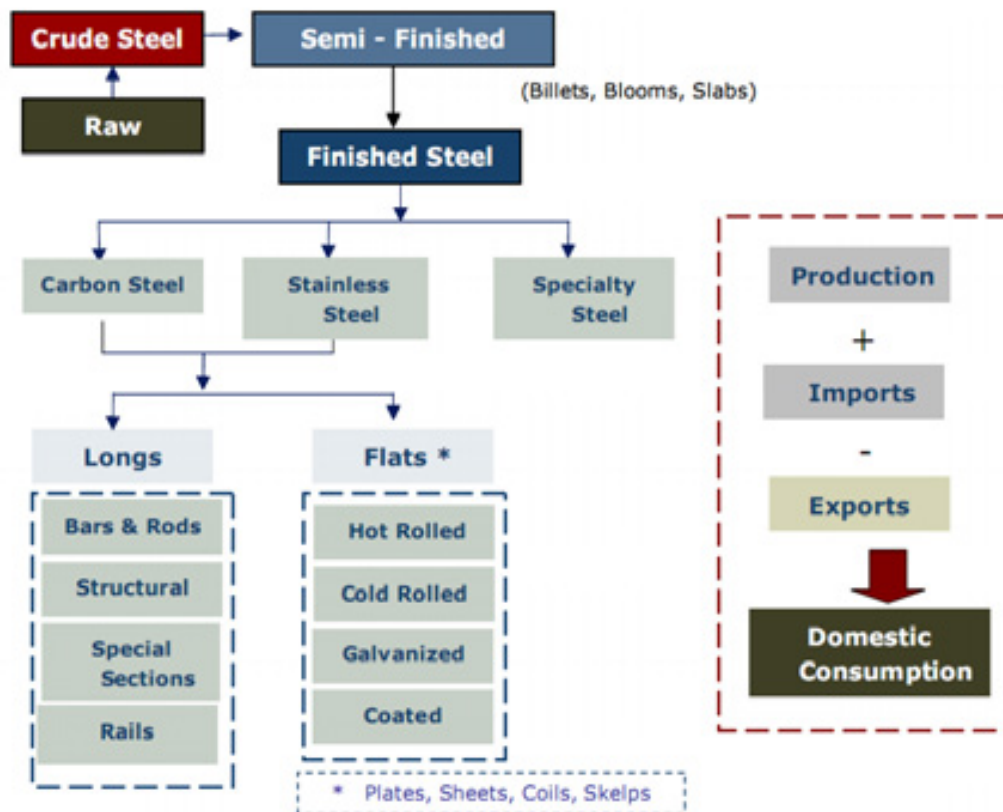 Crude Steel
Semi - Finished
(Billets, Blooms, Slabs)
Raw
Finished Steel
Carbon Steel
Stainless
Steel
Specialty
Steel
Longs
Flats *
Bars & Rods
Structural
Special
Sections
Rails
Hot Rolled
Cold Rolled
Galvanized
Coated
* Plates, Sheets, Coils, Skelps
Production
+
Imports
-
Exports
Domestic
Consumption